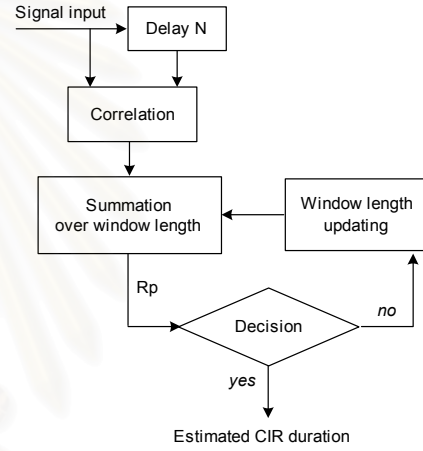 Signal input
Delay N
Correlation
Summation
over window length
Window length
updating
Rp
Decision
no
yes
Estimated CIR duration